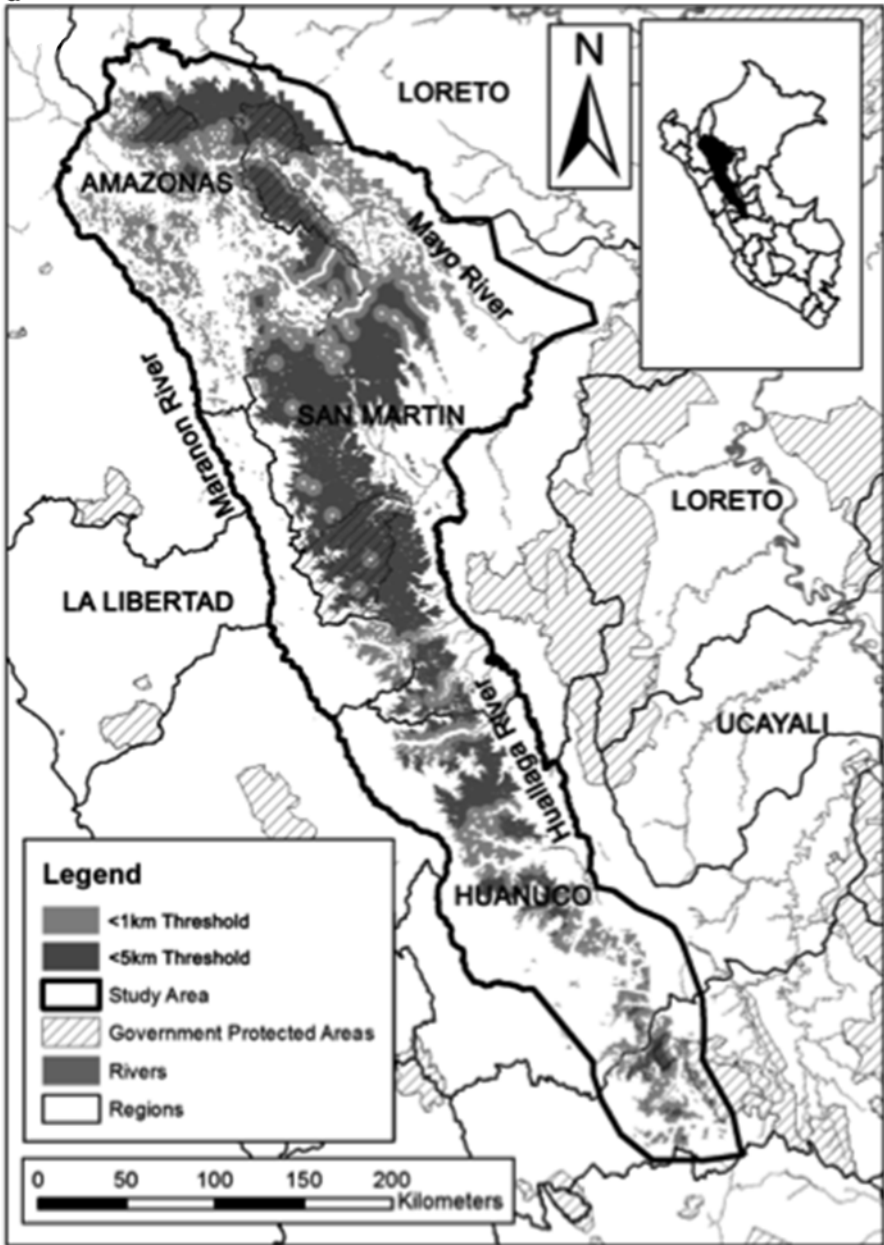 N
LORETO
AMAZONAS
Mayo River
Maranon River
SAN MARTIN
LORETO
LA LIBERTAD
Huallaga River
UCAYALI
HUANUCO
Legend
<1km Threshold
<5km Threshold
Study Area
Government Protected Areas
Rivers
Regions
0 50 100 150 200
Kilometers